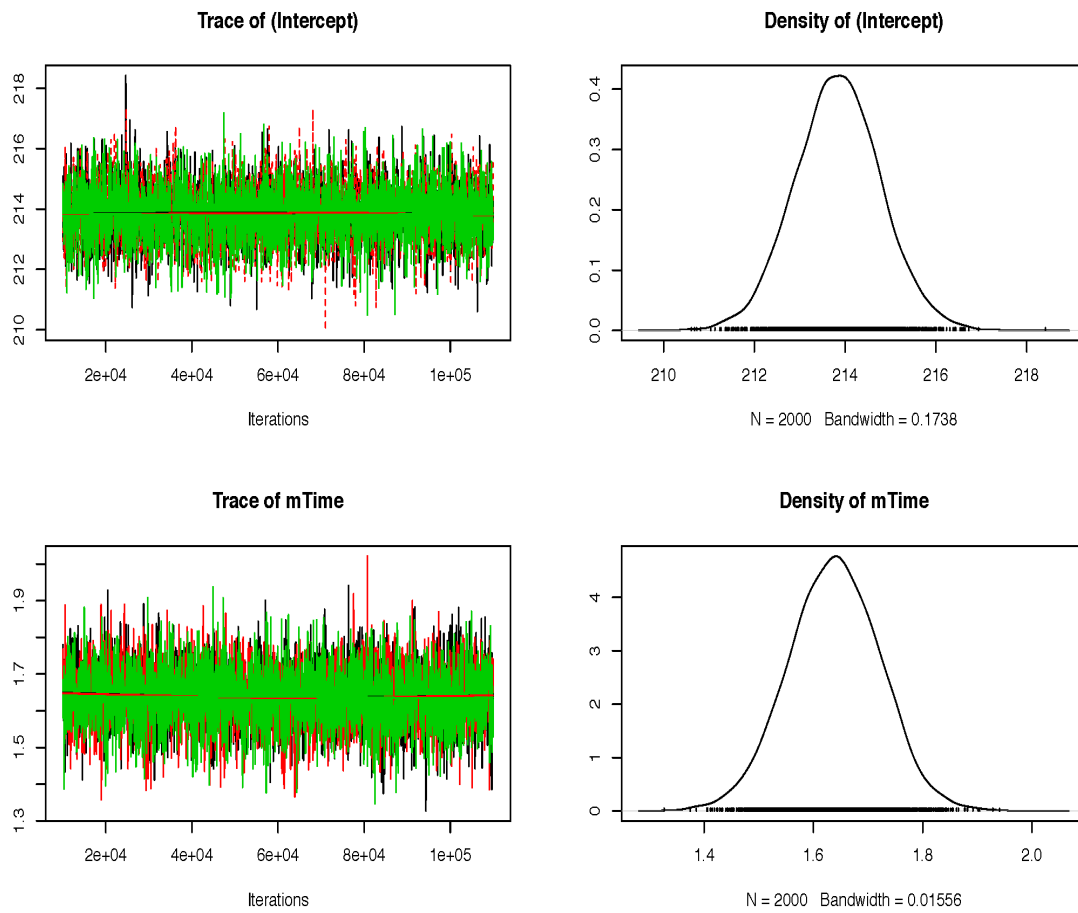 Trace of (Intercept)
218
216
214
212
210
2e+04 4e+04 6e+04 8e+04 1e+05
Iterations
Density of (Intercept)
0.4
0.3
0.2
0.1
0.0
210 212 214 216 218
N = 2000 Bandwidth = 0.1738
Trace of mTime
1.9
1.7
1.5
1.3
2e+04 4e+04 6e+04 8e+04 1e+05
Iterations
Density of mTime
4
3
2
1
0
1.4 1.6 1.8 2.0
N = 2000 Bandwidth = 0.01556